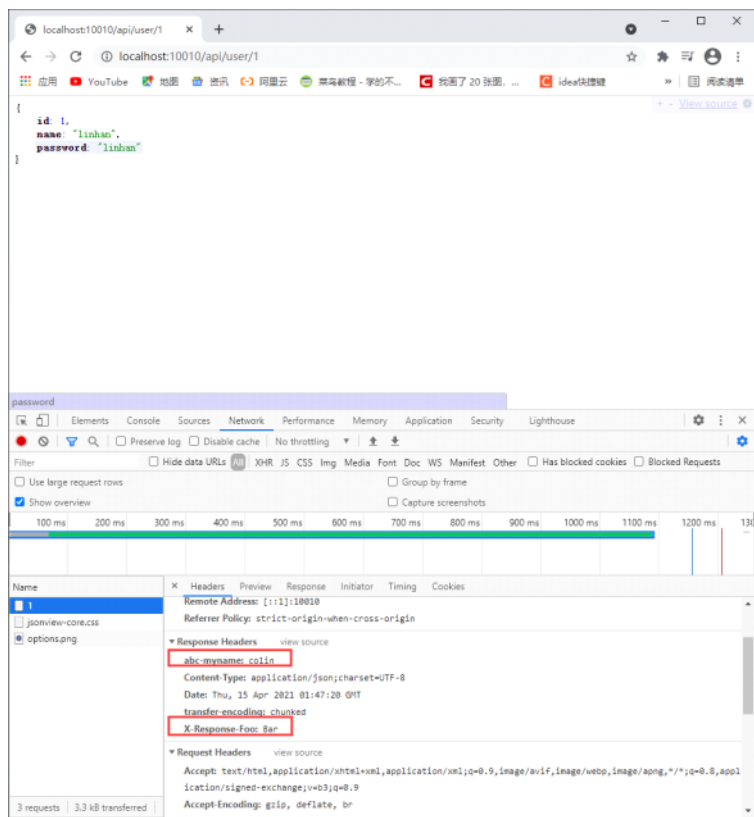 localhost:10010/api/user/1
localhost:10010/api/user/1
应用 YouTube 地图 资讯 阿里云 菜鸟教程 - 学的不... 我画了 20 张图，... idea快捷键 » 阅读清单
+ - View source
{
id: 1,
name: "linhan",
password: "linhan"
}
password
Elements Console Sources Network Performance Memory Application Security Lighthouse
Preserve log Disable cache No throttling
Filter Hide data URLs All XHR JS CSS Img Media Font Doc WS Manifest Other Has blocked cookies Blocked Requests
Use large request rows Group by frame
Show overview Capture screenshots
100 ms 200 ms 300 ms 400 ms 500 ms 600 ms 700 ms 800 ms 900 ms 1000 ms 1100 ms 1200 ms 130
Name × Headers Preview Response Initiator Timing Cookies
1
jsonview-core.css
options.png
Remote Address: [::1]:10010
Referrer Policy: strict-origin-when-cross-origin
Response Headers view source
abc-myname: colin
Content-Type: application/json;charset=UTF-8
Date: Thu, 15 Apr 2021 01:47:20 GMT
transfer-encoding: chunked
X-Response-Foo: Bar
Request Headers view source
Accept: text/html,application/xhtml+xml,application/xml;q=0.9,image/avif,image/webp,image/apng,*/*;q=0.8,appl
ication/signed-exchange;v=b3;q=0.9
Accept-Encoding: gzip, deflate, br
3 requests 3.3 kB transferred